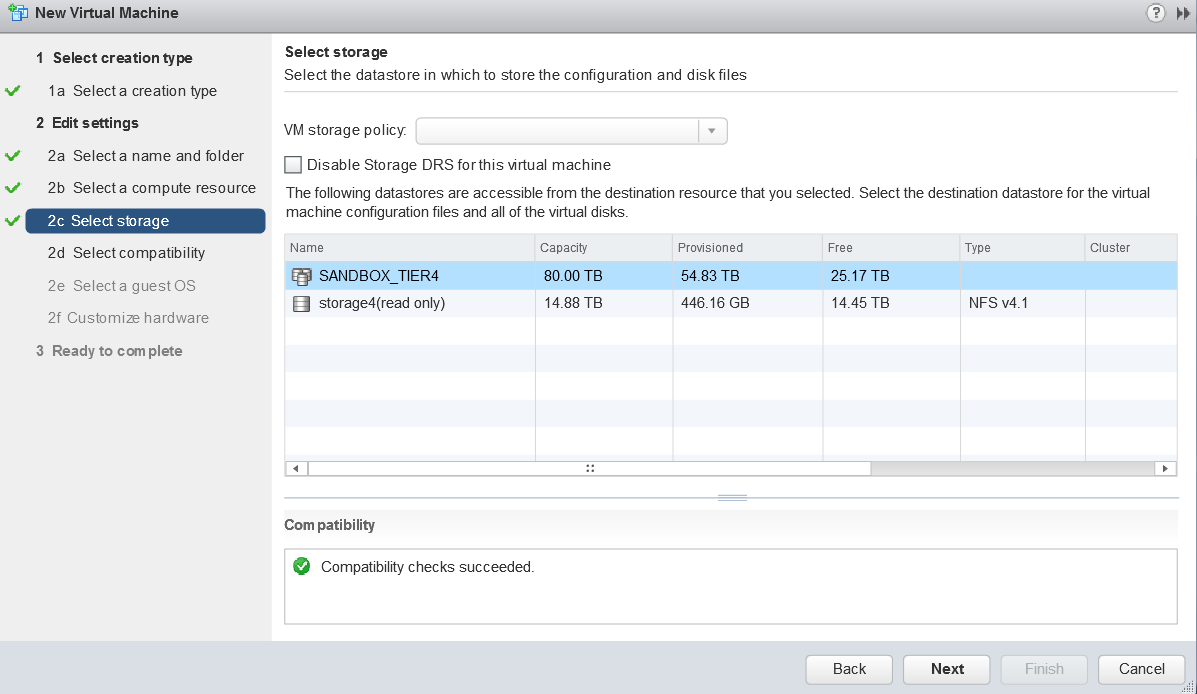 New Virtual Machine
?
1 Select creation type
1a Select a creation type
2 Edit settings
2a Select a name and folder
2b Select a compute resource
2c Select storage
2d Select compatibility
2e Select a guest OS
2f Customize hardware
3 Ready to complete
Select storage
Select the datastore in which to store the configuration and disk files
VM storage policy:
Disable Storage DRS for this virtual machine
The following datastores are accessible from the destination resource that you selected. Select the destination datastore for the virtual
machine configuration files and all of the virtual disks.
Name Capacity Provisioned Free Type Cluster
SANDBOX_TIER4 80.00 TB 54.83 TB 25.17 TB
storage4(read only) 14.88 TB 446.16 GB 14.45 TB NFS v4.1
Compatibility
Compatibility checks succeeded.
Back Next Finish Cancel